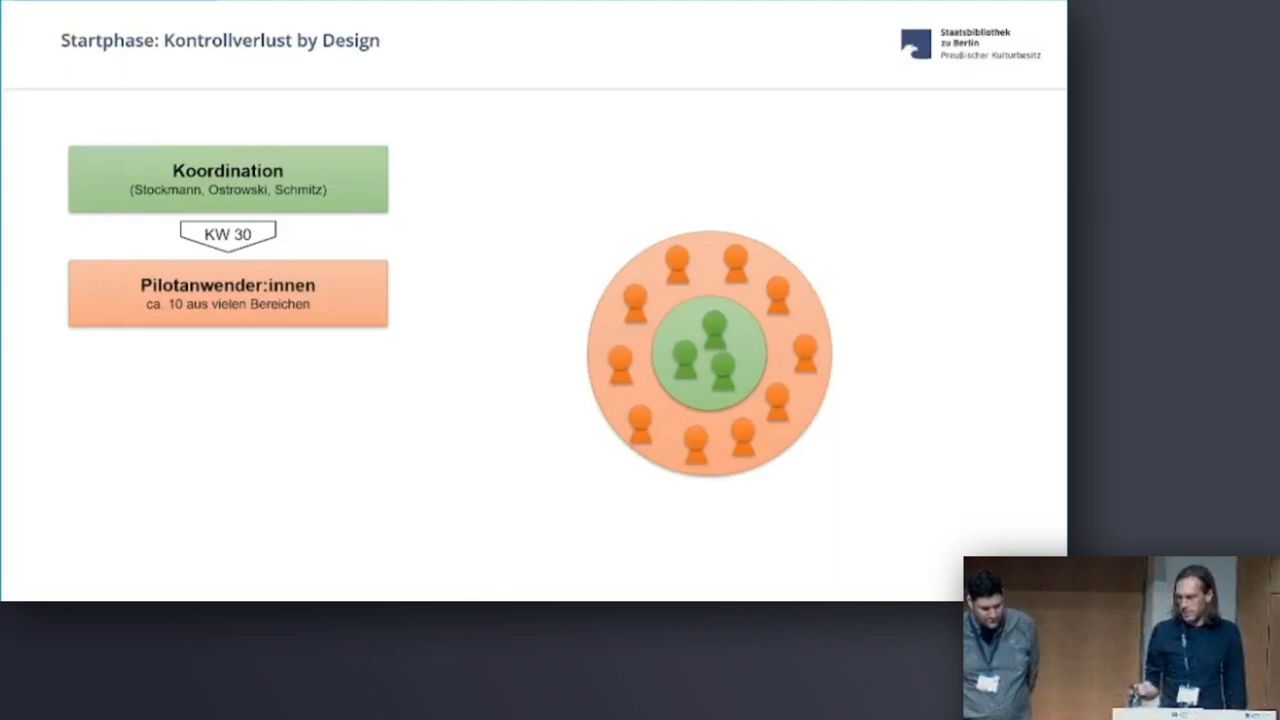 Startphase: Kontrollverlust by Design
Staatsbibliothek
zu Berlin
Preußischer Kulturbesitz
Koordination
(Stockmann, Ostrowski, Schmitz)
KW 30
Pilotanwender:innen
ca. 10 aus vielen Bereichen